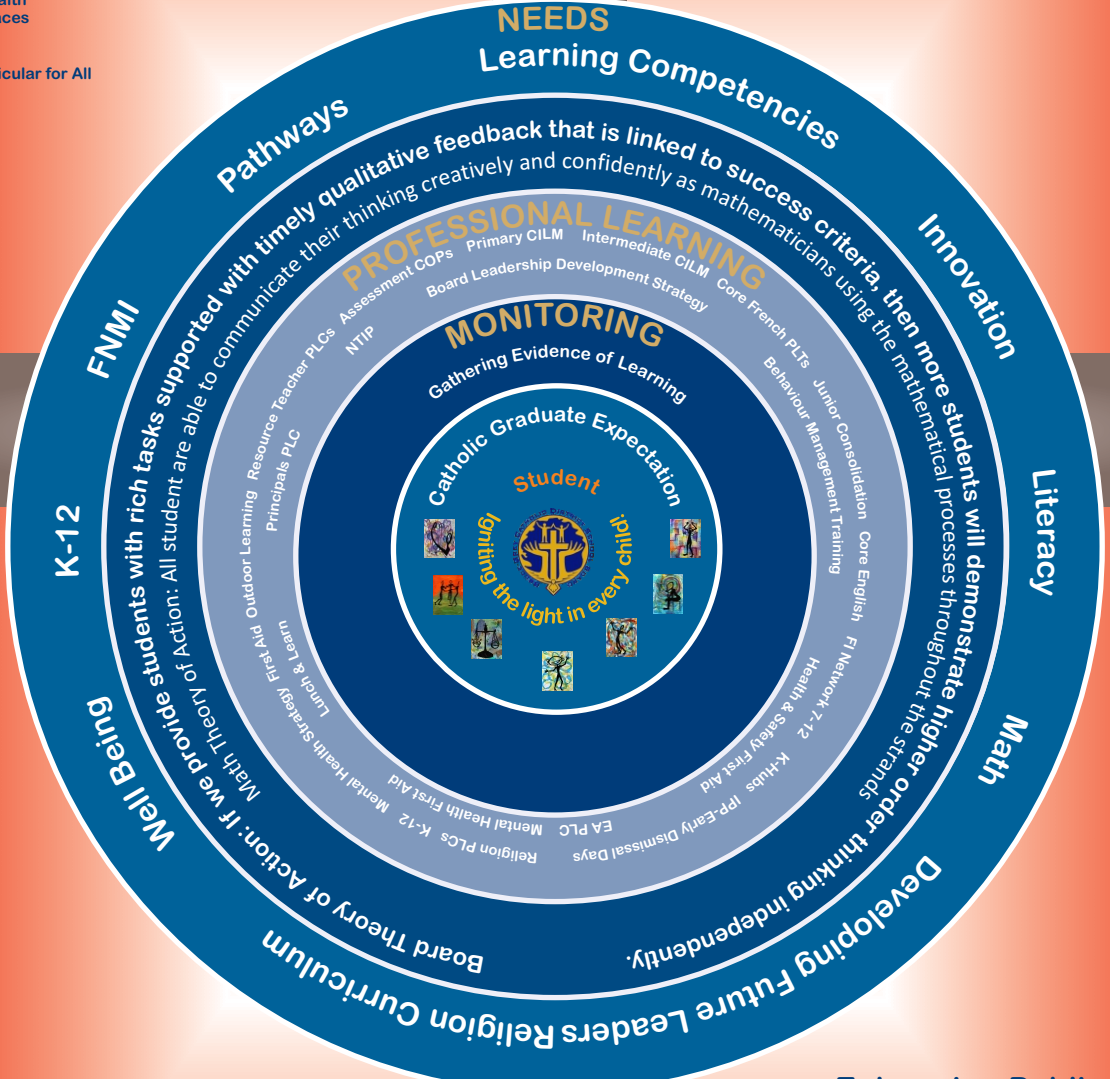 alth
nces
icular for All
NEEDS
Learning Competencies
Innovation
Literacy
Math
Developing Future Leaders
Religion Curriculum
Well Being
K-12
FNMI
Pathways
Board Theory of Action: If we provide students with rich tasks supported with timely qualitative feedback that is linked to success criteria, then more students will demonstrate higher order thinking independently.
Math Theory of Action: All student are able to communicate their thinking creatively and confidently as mathematicians using the mathematical processes throughout the strands
PROFESSIONAL LEARNING
Assessment COPs
Primary CILM
Intermediate CILM
Core French PLTs
Junior Consolidation
Core English
FI Network 7-12
K-Hubs
IPP-Early Dismissal Days
Religion PLCs
K-12
Mental Health Strategy
First Aid
Outdoor Learning
Resource Teacher PLCs
NTIP
Board Leadership Development Strategy
Behaviour Management Training
Health & Safety First Aid
EA PLC
Mental Health First Aid
Lunch & Learn
Principals PLC
MONITORING
Gathering Evidence of Learning
Catholic Graduate Expectation
Student
Igniting the light in every child!